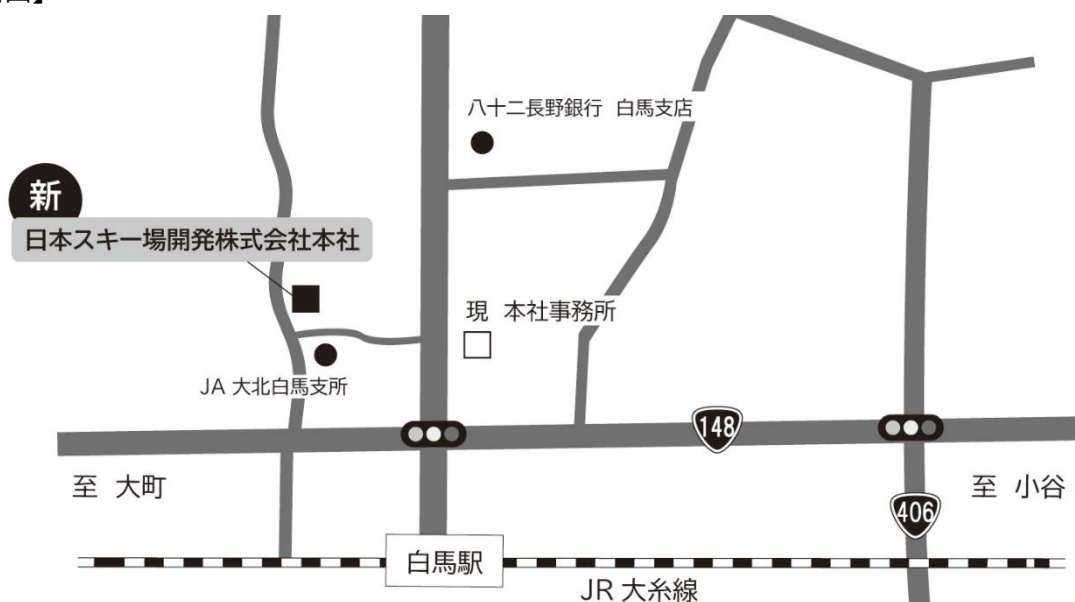 八十二長野銀行 白馬支店
新
日本スキー場開発株式会社本社
現 本社事務所
JA 大北白馬支所
148
至 大町
至 小谷
406
白馬駅
JR 大糸線